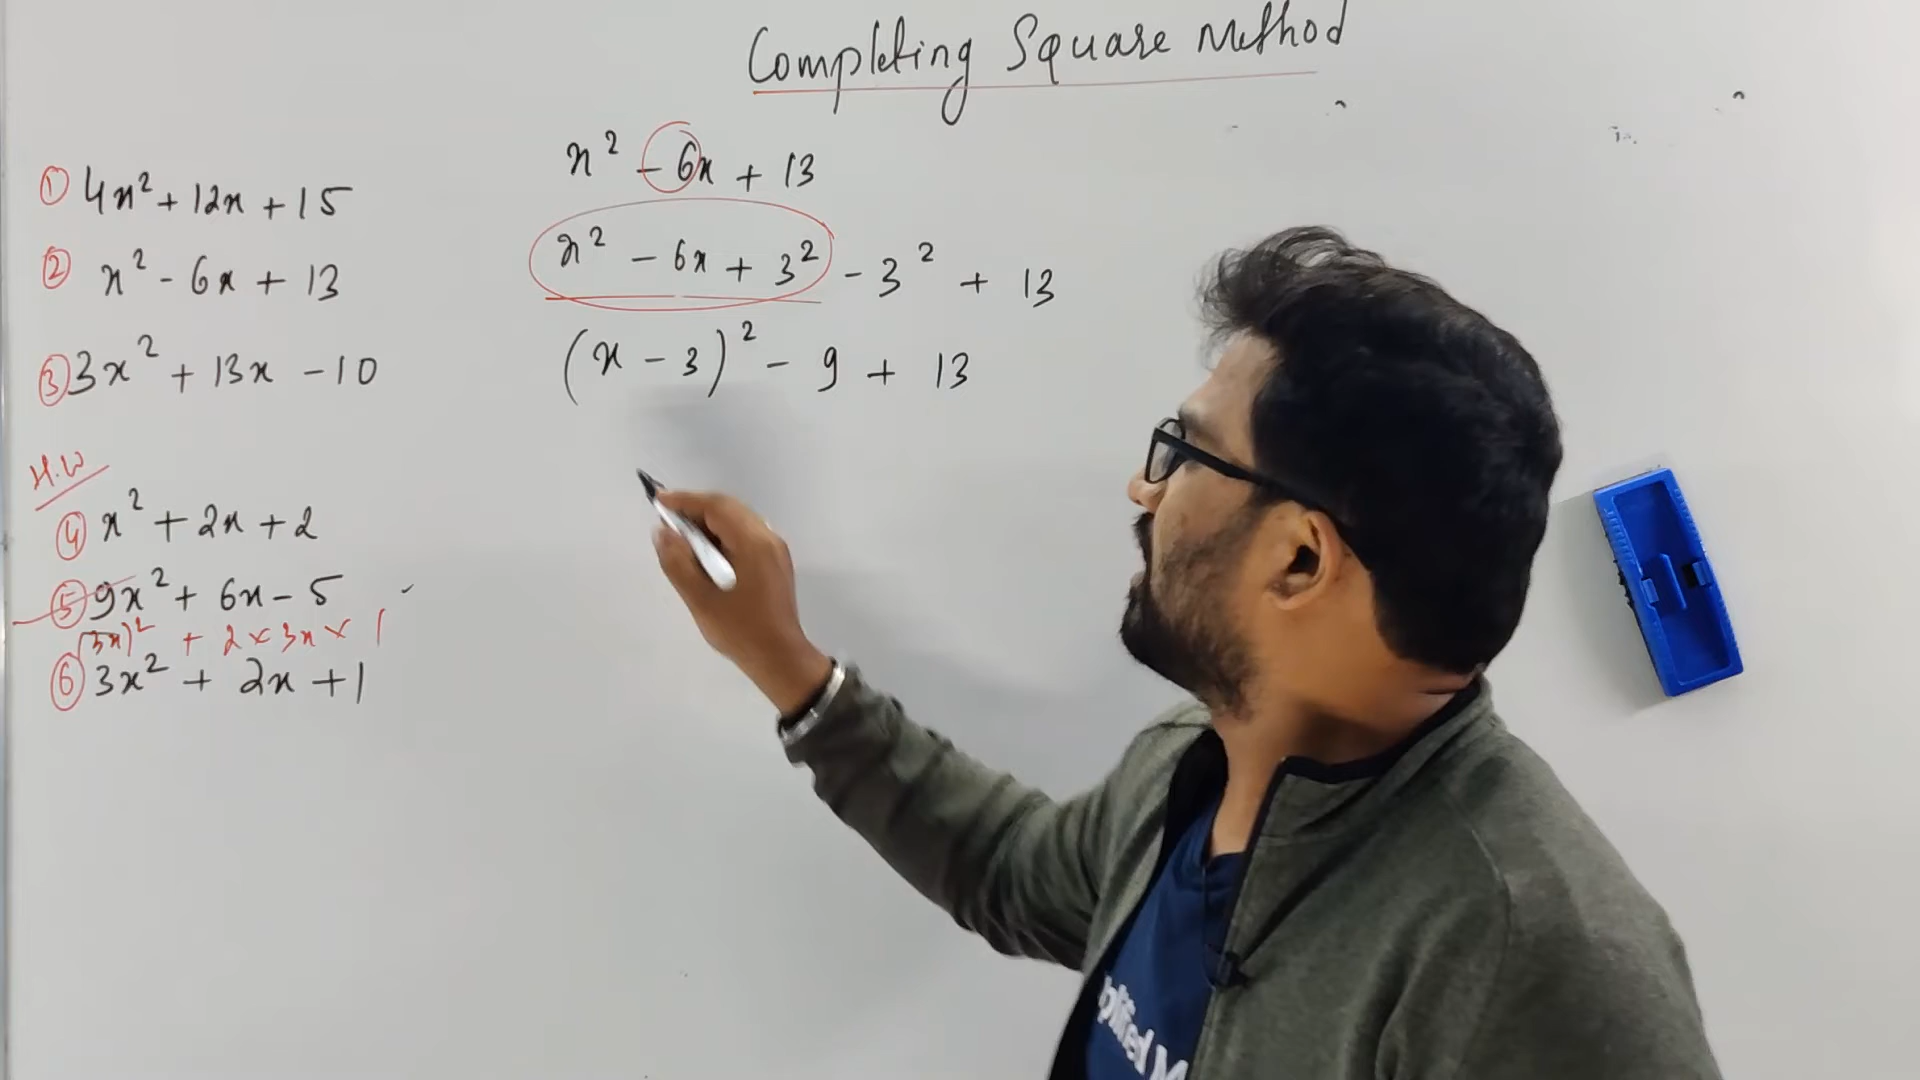 Completing Square Method
① 4x² + 12x + 15
② x² - 6x + 13
③ 3x² + 13x - 10
H.W
④ x² + 2x + 2
⑤ 9x² + 6x - 5
(3x)² + 2 × 3x × 1
⑥ 3x² + 2x + 1
x² - 6x + 13
x² - 6x + 3² - 3² + 13
(x - 3)² - 9 + 13